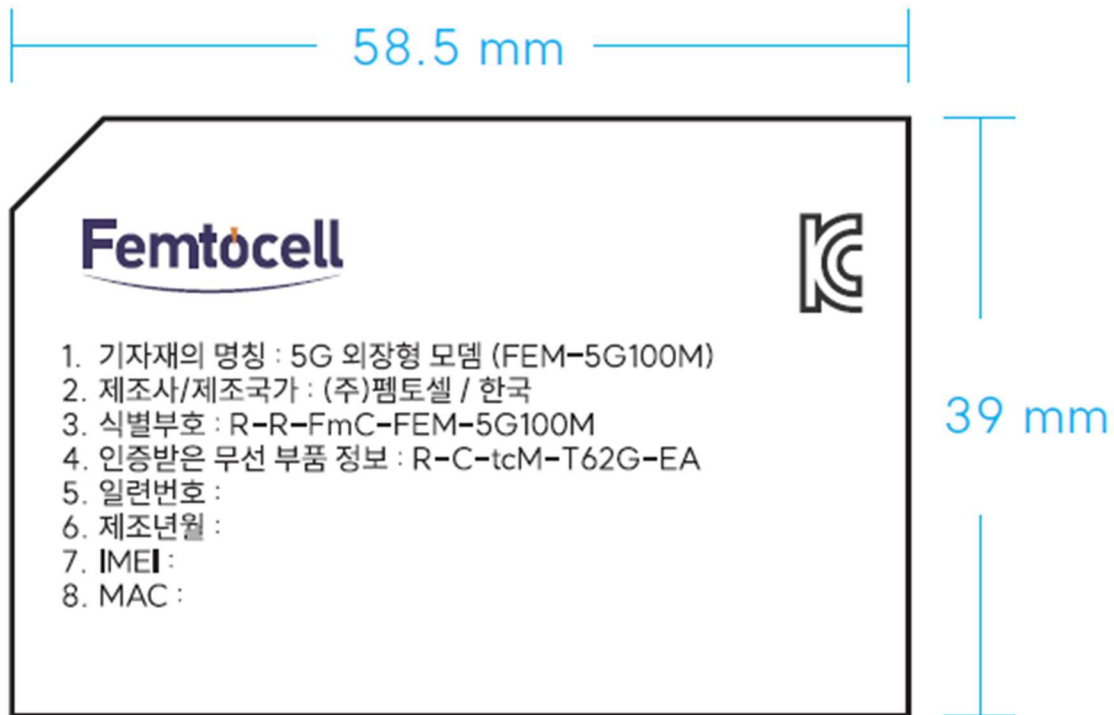 58.5 mm
Femtocell
KC
1. 기자재의 명칭 : 5G 외장형 모뎀 (FEM-5G100M)
2. 제조사/제조국가 : (주)펨토셀 / 한국
3. 식별부호 : R-R-FmC-FEM-5G100M
39 mm
4. 인증받은 무선 부품 정보 : R-C-tcM-T62G-EA
5. 일련번호 :
6. 제조년월 :
7. IMEI :
8. MAC :